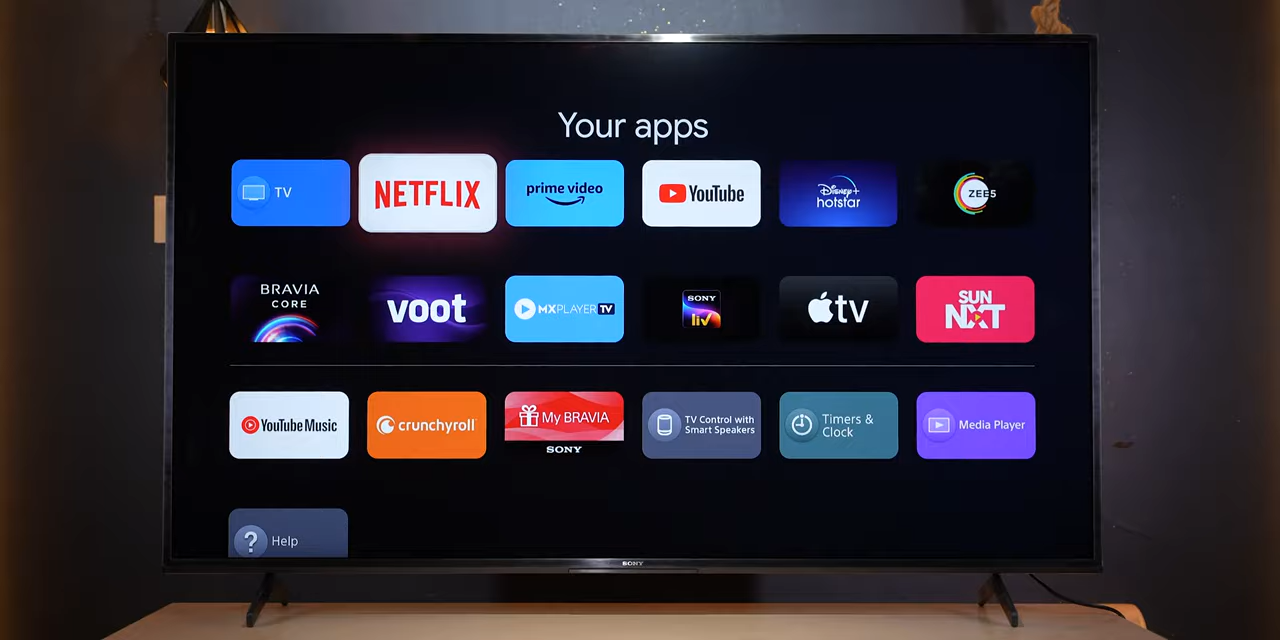 Your apps
TV
NETFLIX
prime video
YouTube
Disney+
hotstar
ZEE5
BRAVIA
CORE
voot
MXPLAYER TV
SONY
liv
tv
SUN
NXT
YouTube Music
crunchyroll
My BRAVIA
SONY
TV Control with
Smart Speakers
Timers &
Clock
Media Player
? Help
SONY